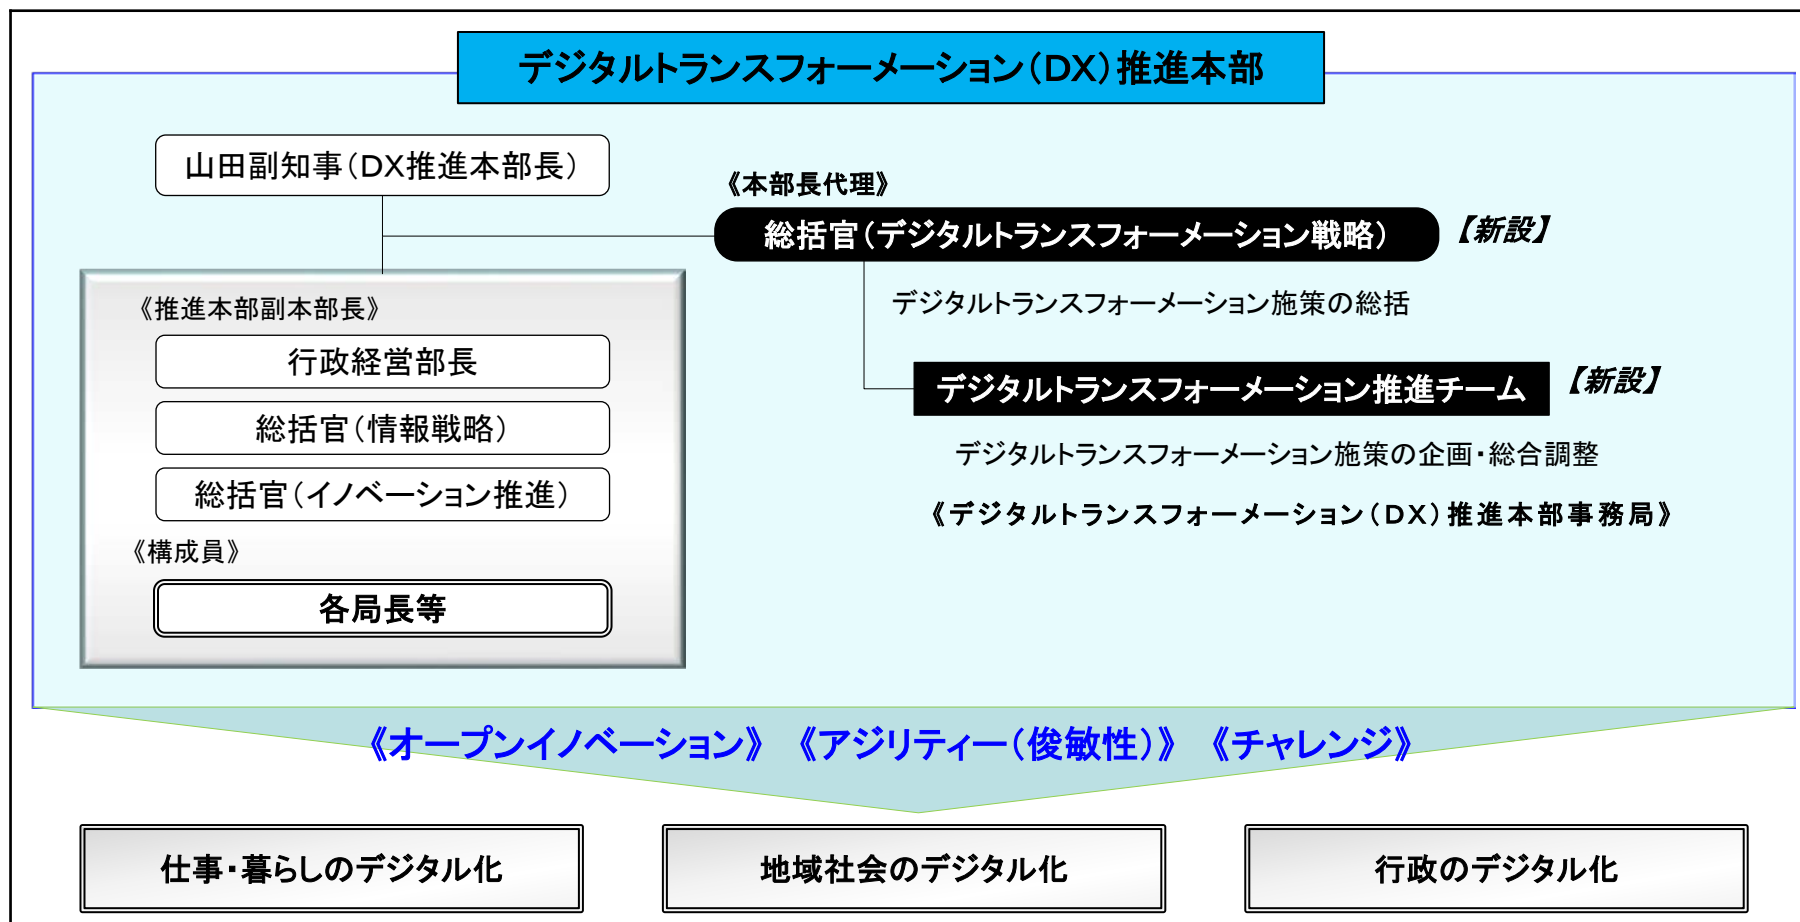 デジタルトランスフォーメーション（DX）推進本部
山田副知事（DX推進本部長）
《本部長代理》
総括官（デジタルトランスフォーメーション戦略）
【新設】
デジタルトランスフォーメーション施策の総括
《推進本部副本部長》
行政経営部長
総括官（情報戦略）
総括官（イノベーション推進）
《構成員》
各局長等
デジタルトランスフォーメーション推進チーム
【新設】
デジタルトランスフォーメーション施策の企画・総合調整
《デジタルトランスフォーメーション（DX）推進本部事務局》
《オープンイノベーション》 《アジリティー（俊敏性）》 《チャレンジ》
仕事・暮らしのデジタル化
地域社会のデジタル化
行政のデジタル化